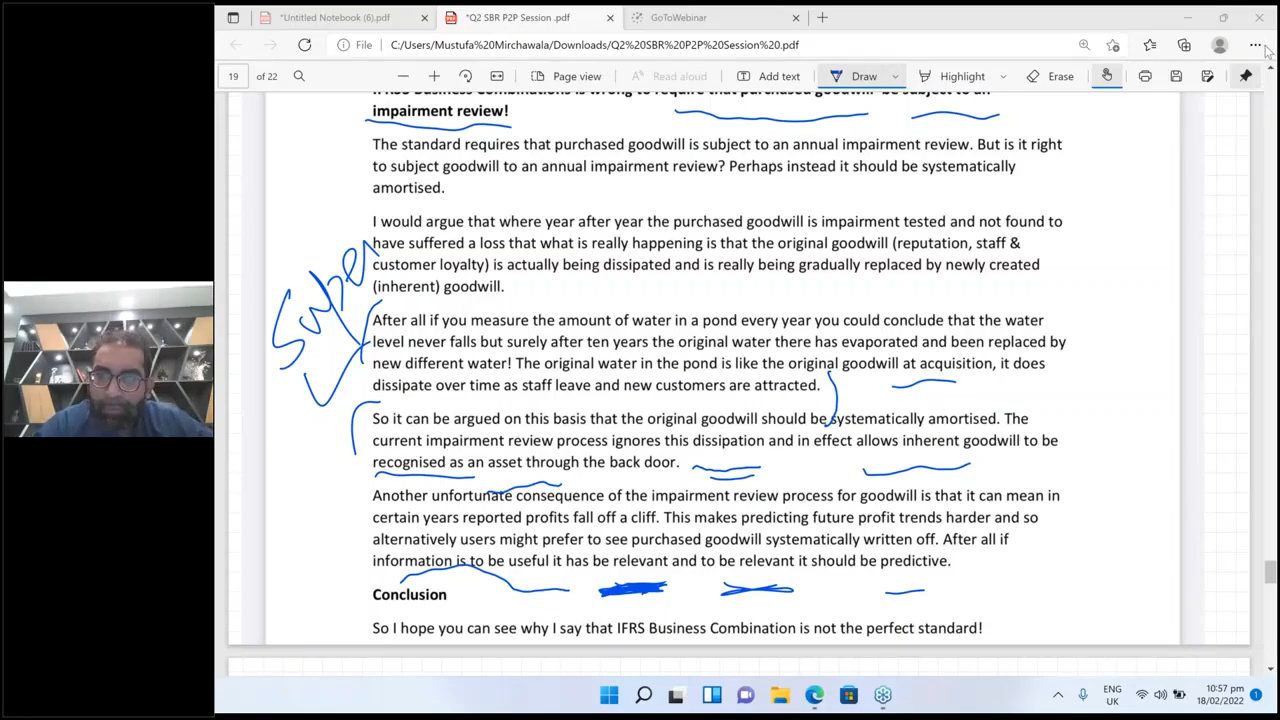 *Untitled Notebook (6).pdf
*Q2 SBR P2P Session .pdf
GoToWebinar
File
C:/Users/Mustufa%20Mirchawala/Downloads/Q2%20SBR%20P2P%20Session%20.pdf
19 of 22
Page view
Read aloud
Add text
Draw
Highlight
Erase
IFRS Business Combinations is wrong to require that purchased goodwill be subject to an
impairment review!
The standard requires that purchased goodwill is subject to an annual impairment review. But is it right
to subject goodwill to an annual impairment review? Perhaps instead it should be systematically
amortised.
I would argue that where year after year the purchased goodwill is impairment tested and not found to
have suffered a loss that what is really happening is that the original goodwill (reputation, staff &
customer loyalty) is actually being dissipated and is really being gradually replaced by newly created
(inherent) goodwill.
Super
After all if you measure the amount of water in a pond every year you could conclude that the water
level never falls but surely after ten years the original water there has evaporated and been replaced by
new different water! The original water in the pond is like the original goodwill at acquisition, it does
dissipate over time as staff leave and new customers are attracted.
So it can be argued on this basis that the original goodwill should be systematically amortised. The
current impairment review process ignores this dissipation and in effect allows inherent goodwill to be
recognised as an asset through the back door.
Another unfortunate consequence of the impairment review process for goodwill is that it can mean in
certain years reported profits fall off a cliff. This makes predicting future profit trends harder and so
alternatively users might prefer to see purchased goodwill systematically written off. After all if
information is to be useful it has be relevant and to be relevant it should be predictive.
Conclusion
So I hope you can see why I say that IFRS Business Combination is not the perfect standard!
ENG
UK
10:57 pm
18/02/2022
1